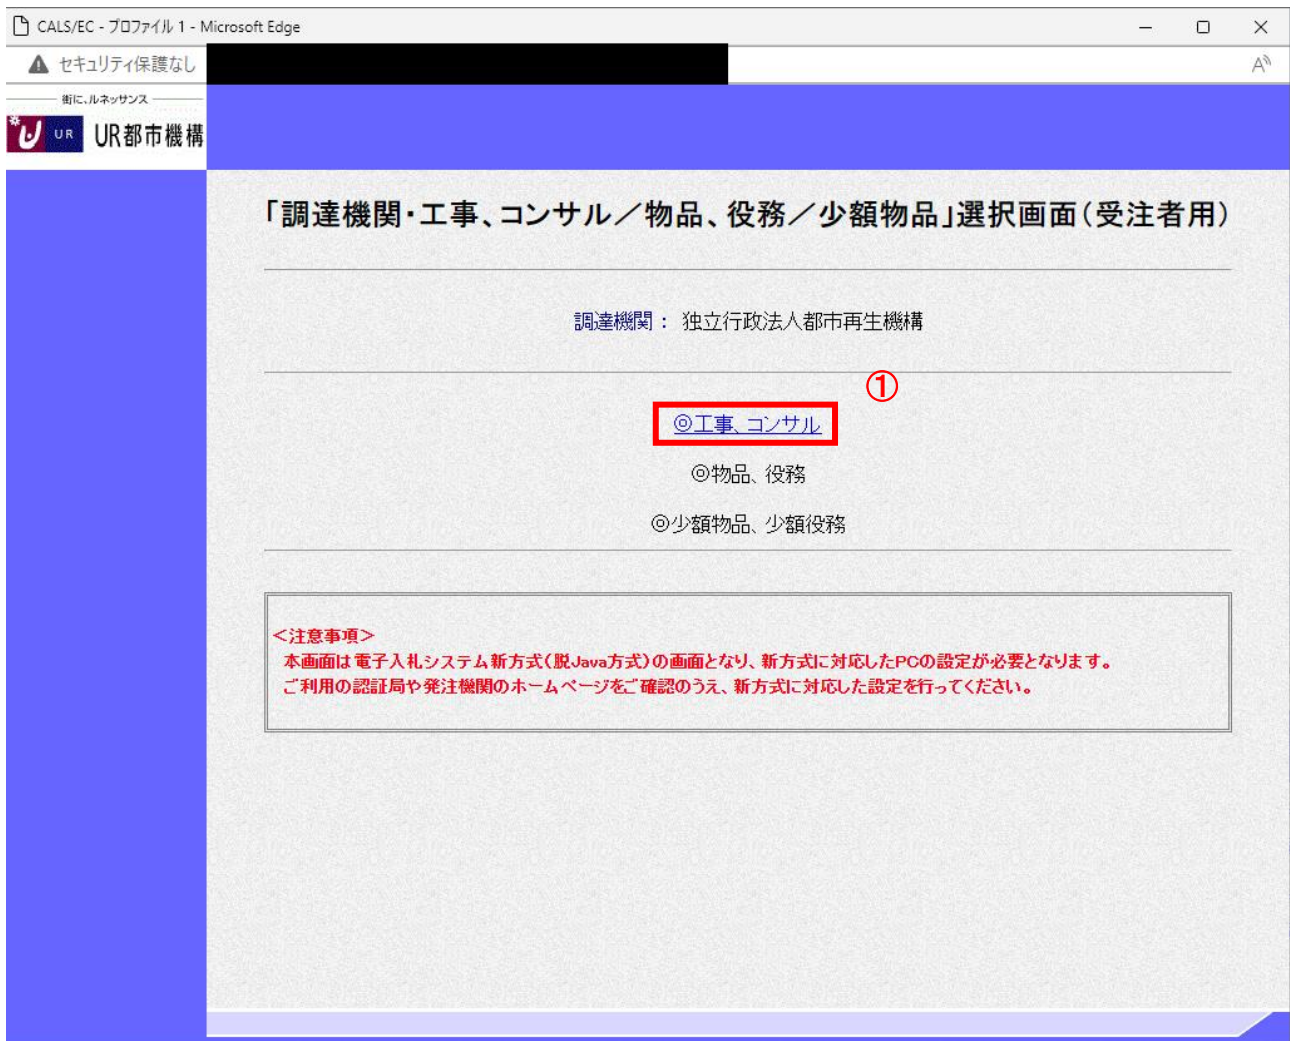 CALS/EC - プロファイル 1 - Microsoft Edge
セキュリティ保護なし
街に、ルネッサンス
UR UR都市機構
「調達機関・工事、コンサル／物品、役務／少額物品」選択画面（受注者用）
調達機関： 独立行政法人都市再生機構
①
◎工事、コンサル
◎物品、役務
◎少額物品、少額役務
＜注意事項＞
本画面は電子入札システム新方式（脱Java方式）の画面となり、新方式に対応したPCの設定が必要となります。
ご利用の認証局や発注機関のホームページをご確認のうえ、新方式に対応した設定を行ってください。